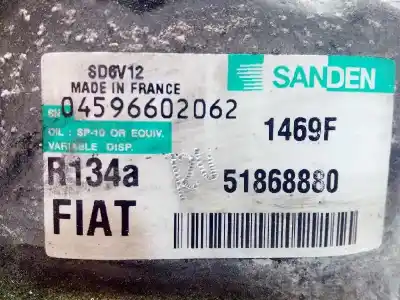 SD6V12
MADE IN FRANCE
SANDEN
04596602062
1469F
OIL : SP-10 OR EQUIV.
VARIABLE DISP.
R134a
51868880
FIAT